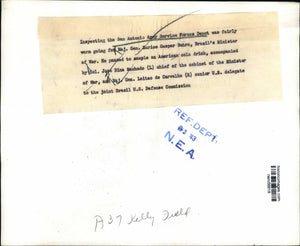 Inspecting the San Antonio Army Service Forces Depot was fairly
warm going for Maj. Gen. Eurico Gaspar Dutra, Brazil's Minister
of War. He paused to sample an American cola drink, accompanied
by Col. Jose Bina Machado (L) chief of the cabinet of the Minister
of War, and Maj. Gen. Leitao de Carvalho (R) senior U.S. delegate
to the joint Brazil U.S. Defense Commission
REF. DEPT.
N. E. A.
A37 Kelly Field